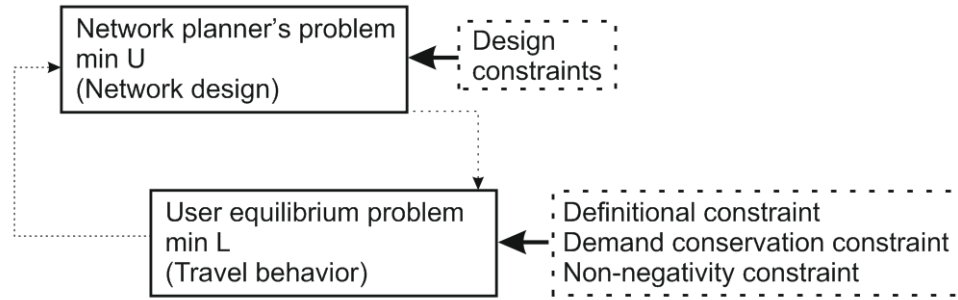 Network planner's problem
min U
(Network design)
Design
constraints
User equilibrium problem
min L
(Travel behavior)
Definitional constraint
Demand conservation constraint
Non-negativity constraint